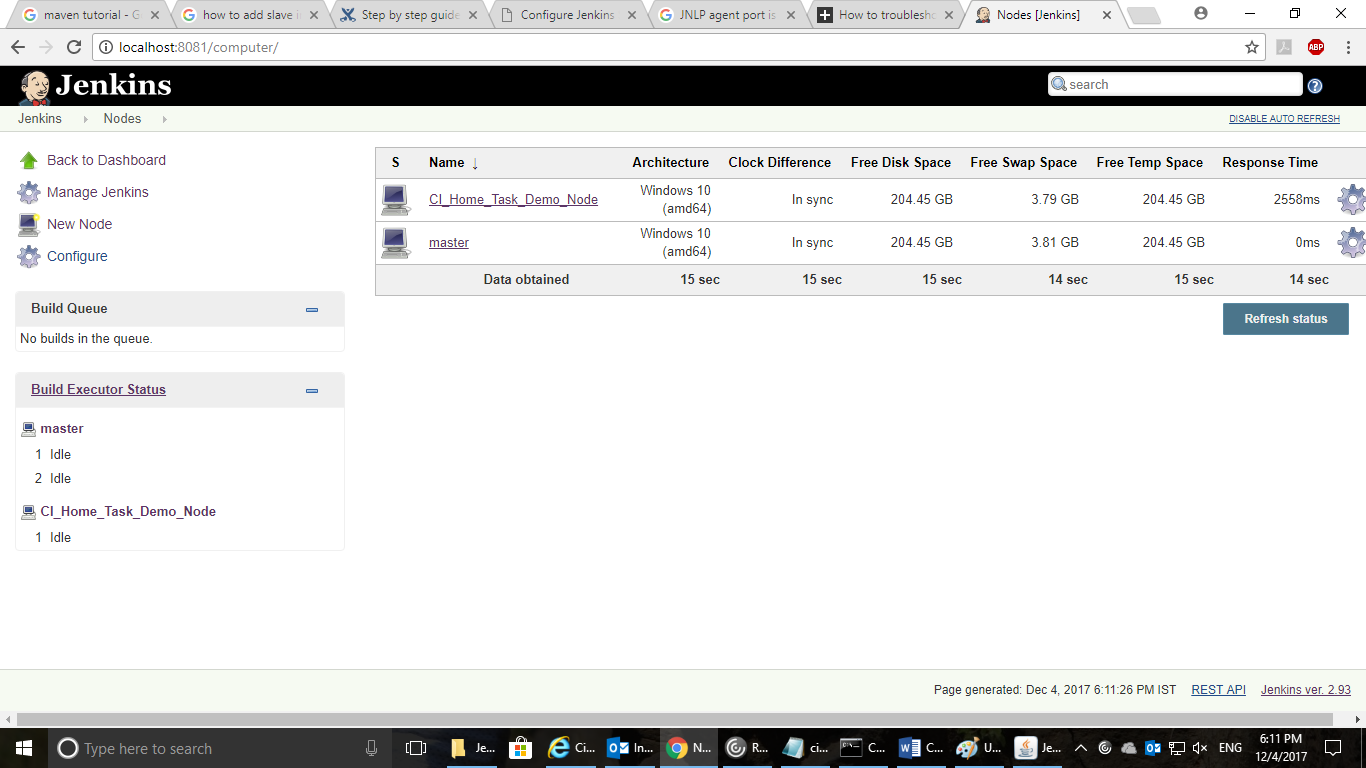 maven tutorial - G
how to add slave i
Step by step guide
Configure Jenkins
JNLP agent port is
How to troublesho
Nodes [Jenkins]
localhost:8081/computer/
ABP
Jenkins
search
Jenkins Nodes
DISABLE AUTO REFRESH
Back to Dashboard
Manage Jenkins
New Node
Configure
Build Queue
No builds in the queue.
Build Executor Status
master
1 Idle
2 Idle
CI_Home_Task_Demo_Node
1 Idle
S Name ↓ Architecture Clock Difference Free Disk Space Free Swap Space Free Temp Space Response Time
CI_Home_Task_Demo_Node Windows 10 (amd64) In sync 204.45 GB 3.79 GB 204.45 GB 2558ms
master Windows 10 (amd64) In sync 204.45 GB 3.81 GB 204.45 GB 0ms
Data obtained 15 sec 15 sec 15 sec 14 sec 15 sec 14 sec
Refresh status
Page generated: Dec 4, 2017 6:11:26 PM IST REST API Jenkins ver. 2.93
Type here to search
Je... Ci... In... N... R... ci... C... C... U... Je...
ENG
6:11 PM
12/4/2017